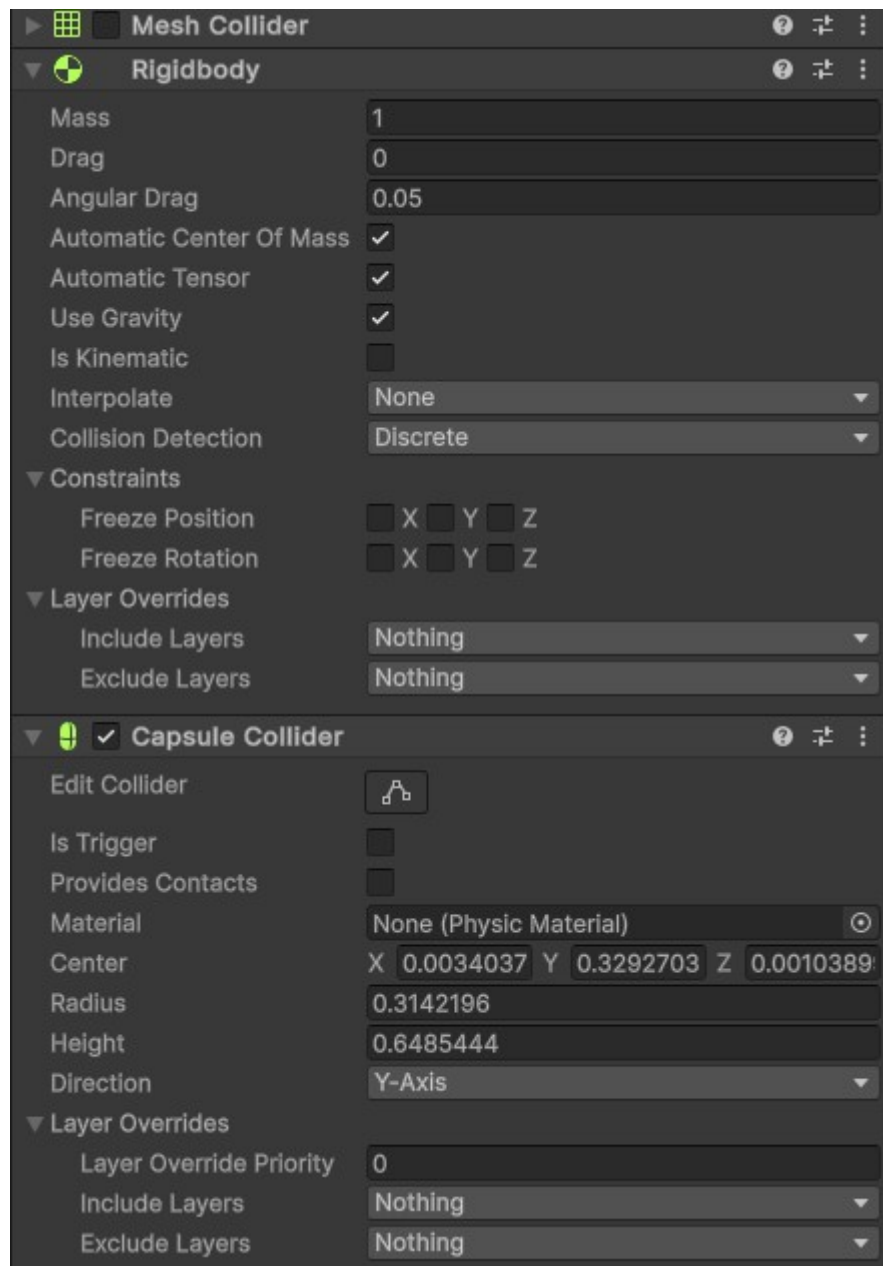 Mesh Collider
Rigidbody
Mass 1
Drag 0
Angular Drag 0.05
Automatic Center Of Mass
Automatic Tensor
Use Gravity
Is Kinematic
Interpolate None
Collision Detection Discrete
Constraints
Freeze Position X Y Z
Freeze Rotation X Y Z
Layer Overrides
Include Layers Nothing
Exclude Layers Nothing
Capsule Collider
Edit Collider
Is Trigger
Provides Contacts
Material None (Physic Material)
Center X 0.0034037 Y 0.3292703 Z 0.0010389
Radius 0.3142196
Height 0.6485444
Direction Y-Axis
Layer Overrides
Layer Override Priority 0
Include Layers Nothing
Exclude Layers Nothing